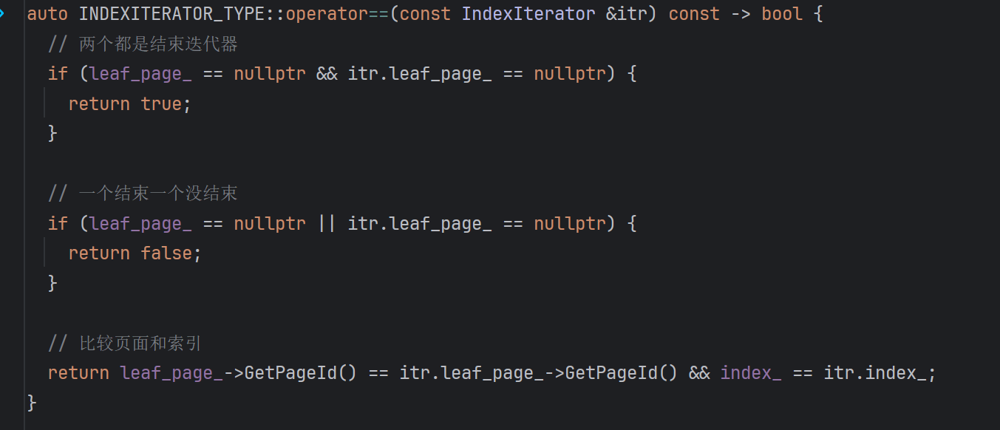 auto INDEXITERATOR_TYPE::operator==(const IndexIterator &itr) const -> bool {
// 两个都是结束迭代器
if (leaf_page_ == nullptr && itr.leaf_page_ == nullptr) {
return true;
}
// 一个结束一个没结束
if (leaf_page_ == nullptr || itr.leaf_page_ == nullptr) {
return false;
}
// 比较页面和索引
return leaf_page_->GetPageId() == itr.leaf_page_->GetPageId() && index_ == itr.index_;
}